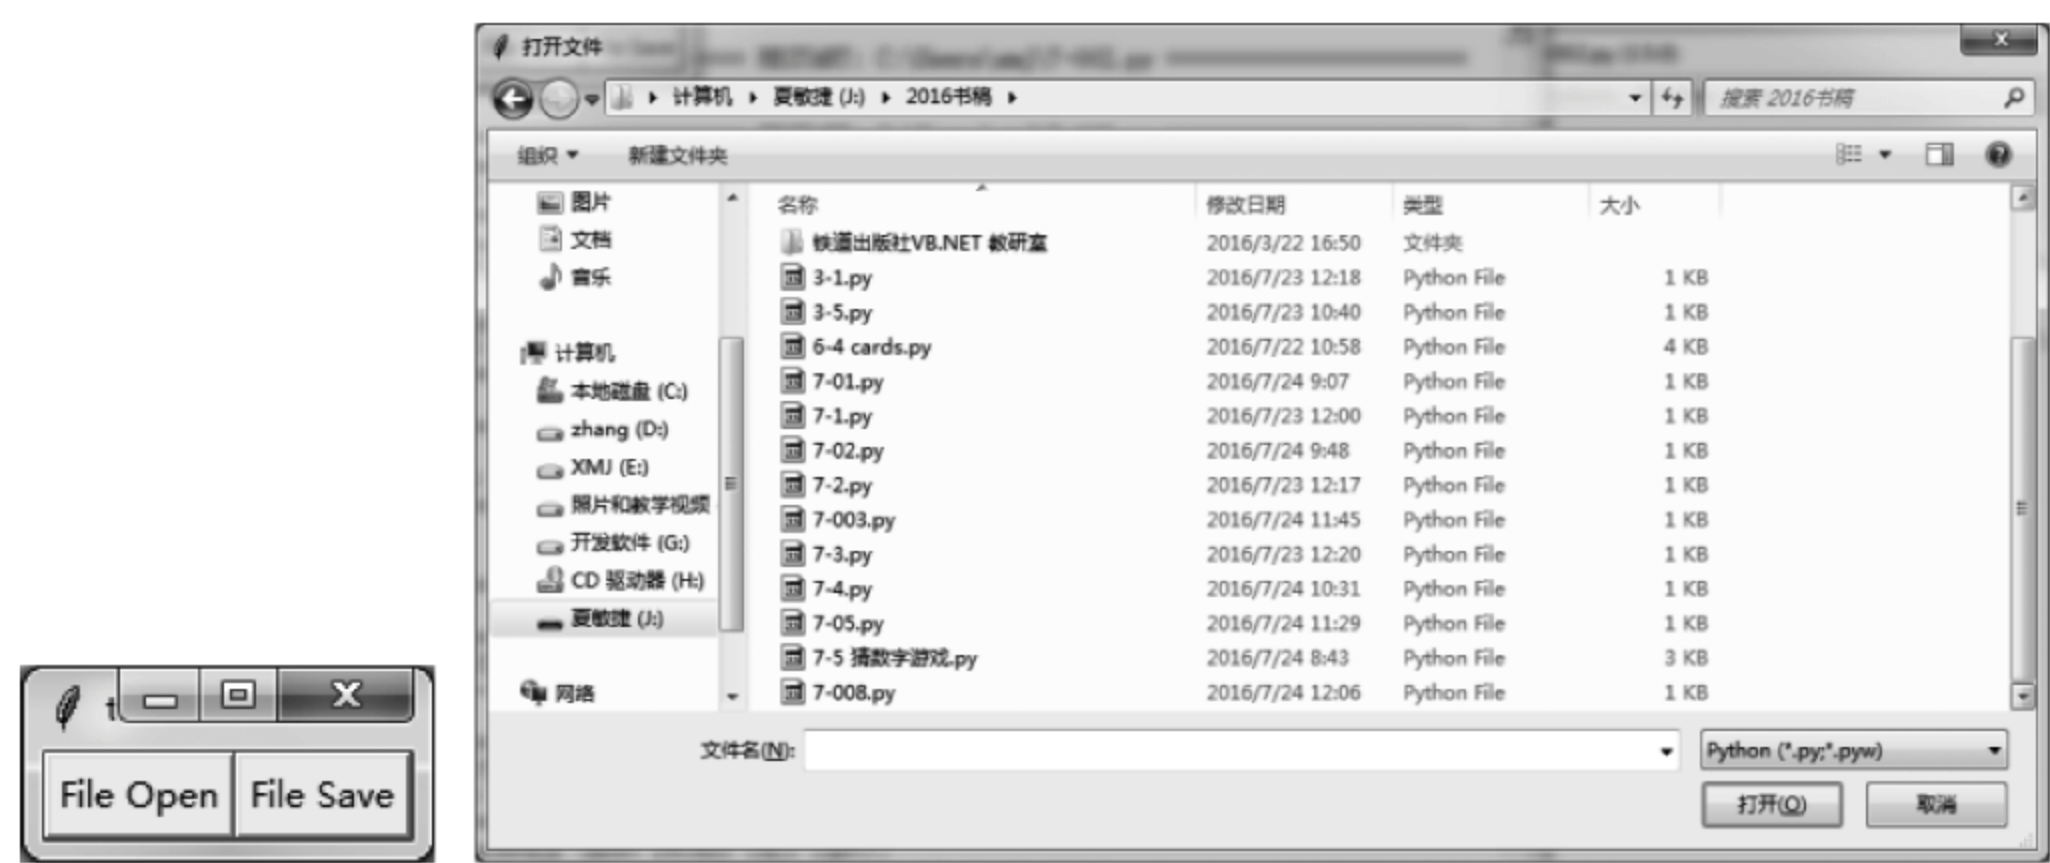 打开文件
计算机 夏敏捷 (J:) 2016书稿
搜索 2016书稿
组织 新建文件夹
图片
文档
音乐
计算机
本地磁盘 (C:)
zhang (D:)
XMJ (E:)
照片和教学视频
开发软件 (G:)
CD 驱动器 (H:)
夏敏捷 (J:)
网络
名称 修改日期 类型 大小
铁道出版社VB.NET 教研室 2016/3/22 16:50 文件夹
3-1.py 2016/7/23 12:18 Python File 1 KB
3-5.py 2016/7/23 10:40 Python File 1 KB
6-4 cards.py 2016/7/22 10:58 Python File 4 KB
7-01.py 2016/7/24 9:07 Python File 1 KB
7-1.py 2016/7/23 12:00 Python File 1 KB
7-02.py 2016/7/24 9:48 Python File 1 KB
7-2.py 2016/7/23 12:17 Python File 1 KB
7-003.py 2016/7/24 11:45 Python File 1 KB
7-3.py 2016/7/23 12:20 Python File 1 KB
7-4.py 2016/7/24 10:31 Python File 1 KB
7-05.py 2016/7/24 11:29 Python File 1 KB
7-5 猜数字游戏.py 2016/7/24 8:43 Python File 3 KB
7-008.py 2016/7/24 12:06 Python File 1 KB
文件名(N): Python (*.py;*.pyw)
打开(O) 取消
File Open File Save